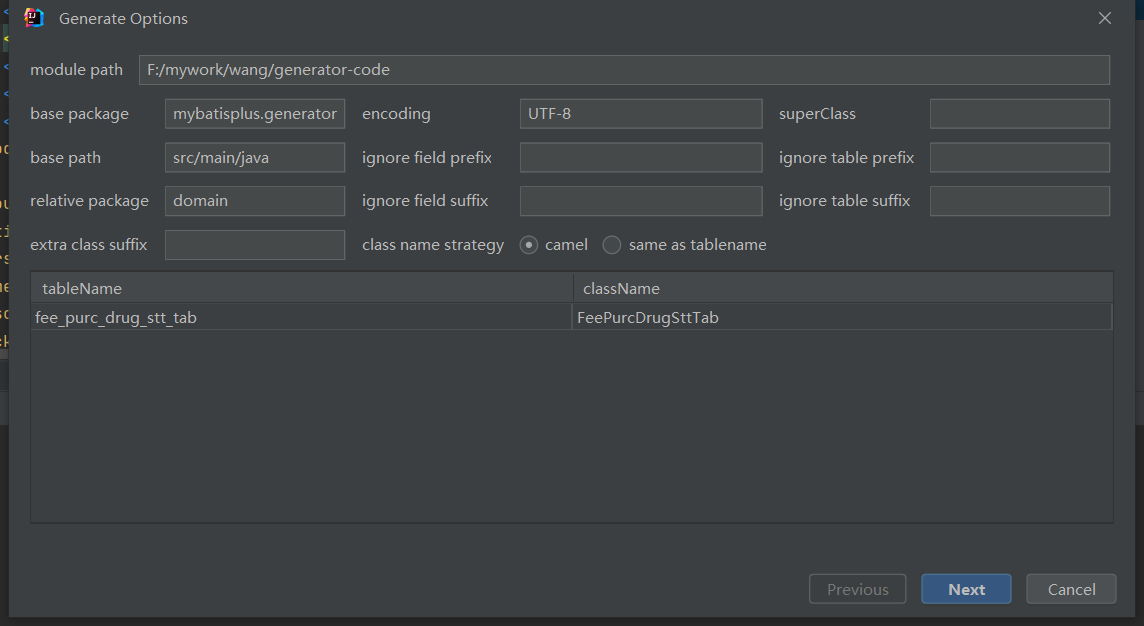 Generate Options
module path F:/mywork/wang/generator-code
base package mybatisplus.generator encoding UTF-8 superClass
base path src/main/java ignore field prefix ignore table prefix
relative package domain ignore field suffix ignore table suffix
extra class suffix class name strategy camel same as tablename
tableName className
fee_purc_drug_stt_tab FeePurcDrugSttTab
Previous Next Cancel